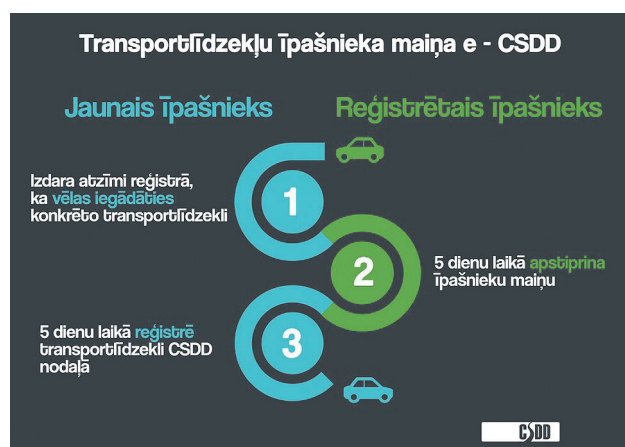 Transportlīdzekļu īpašnieka maiņa e - CSDD
Jaunais īpašnieks
Reģistrētais īpašnieks
Izdara atzīmi reģistrā,
ka vēlas iegādāties
konkrēto transportlīdzekli
1
2
5 dienu laikā apstiprina
īpašnieku maiņu
5 dienu laikā reģistrē
transportlīdzekli CSDD
nodaļā
3
CSDD